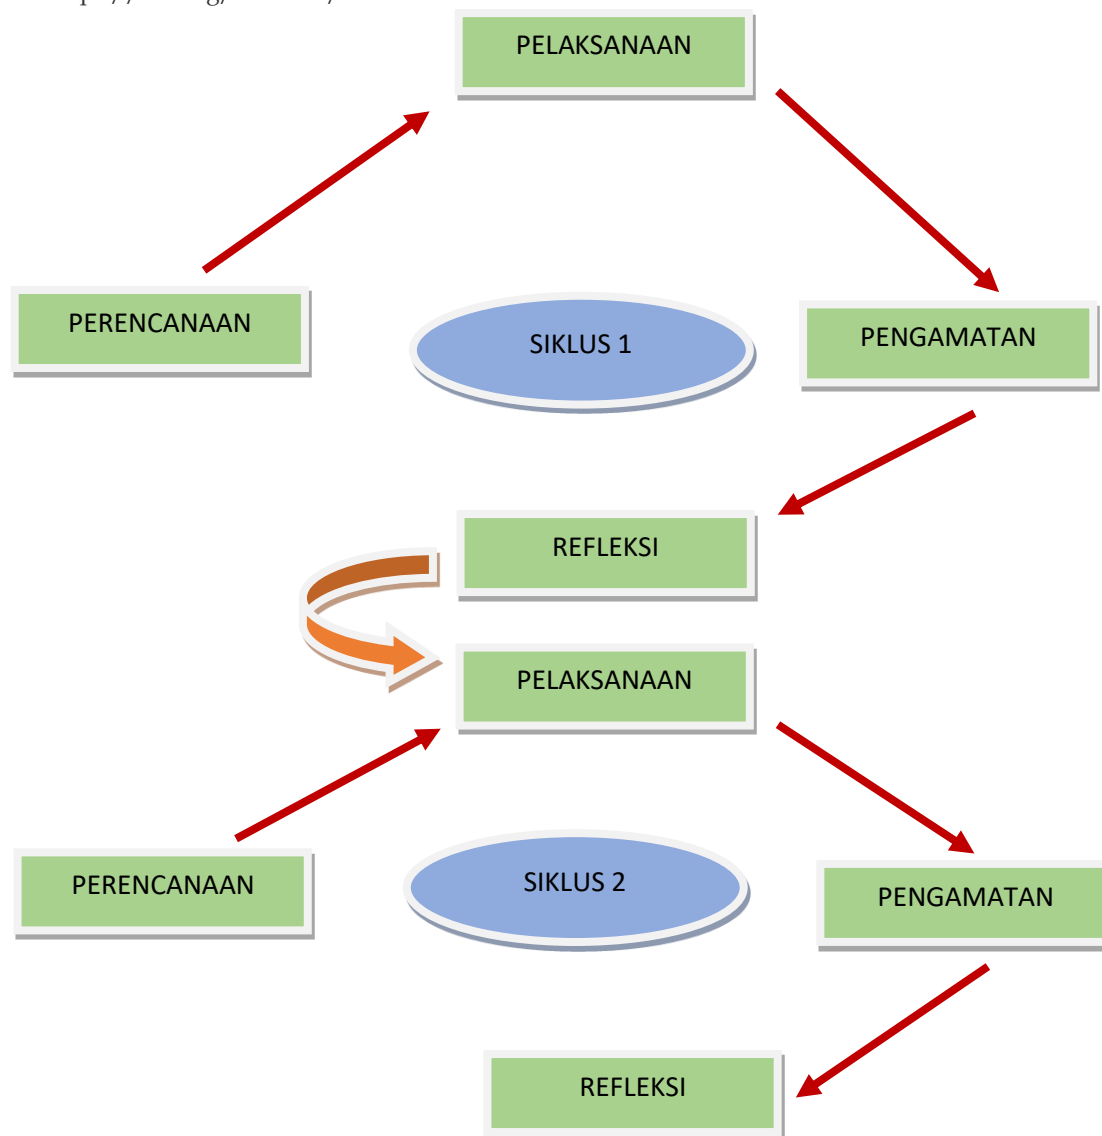 PELAKSANAAN
PERENCANAAN
SIKLUS 1
PENGAMATAN
REFLEKSI
PELAKSANAAN
PERENCANAAN
SIKLUS 2
PENGAMATAN
REFLEKSI